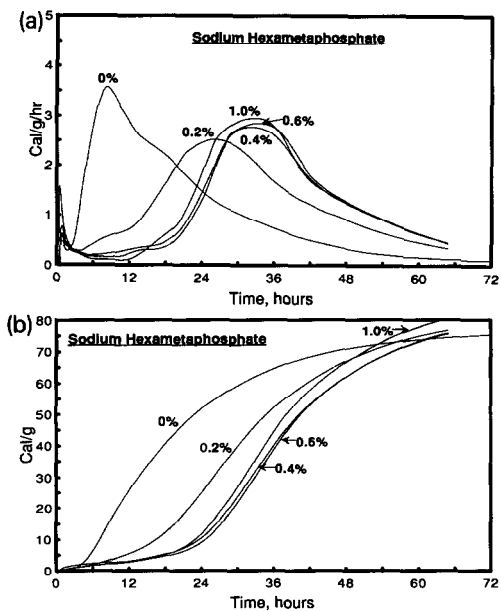 (a)
Sodium Hexametaphosphate
5
4
3
2
1
0
Cal/g/hr
0%
0.2%
1.0%
0.6%
0.4%
0 12 24 36 48 60 72
Time, hours
(b)
Sodium Hexametaphosphate
80
70
60
50
40
30
20
10
0
Cal/g
0%
0.2%
1.0%
0.6%
0.4%
0 12 24 36 48 60 72
Time, hours